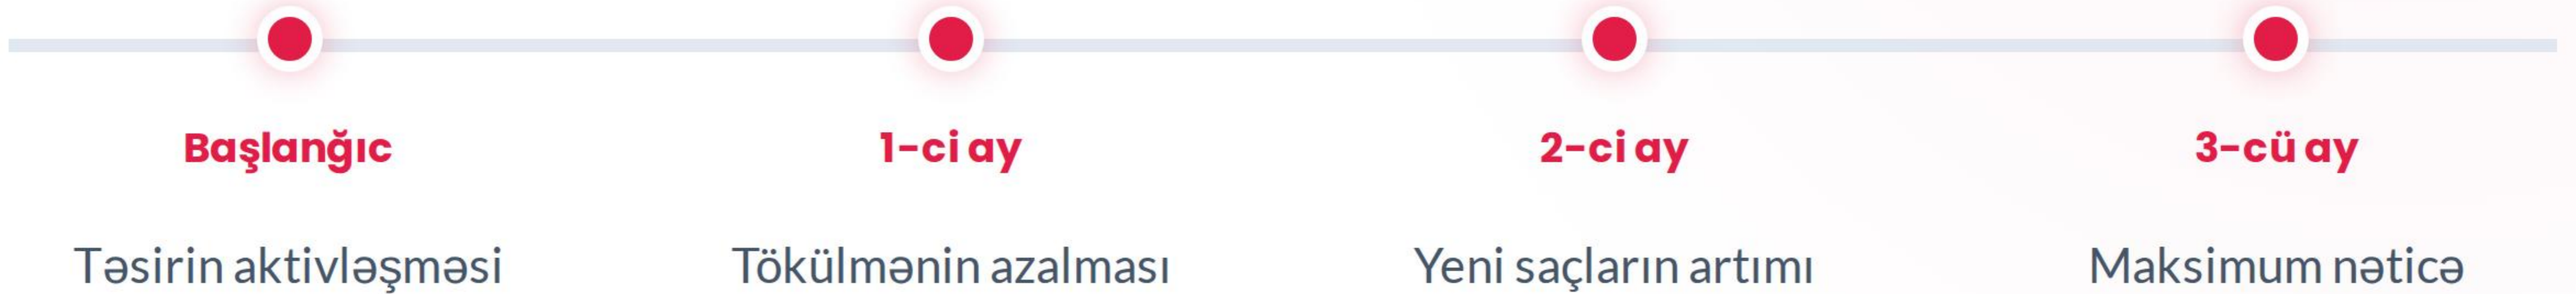 Başlanğıc
1-ci ay
2-ci ay
3-cü ay
Təsirin aktivləşməsi
Tökülmənin azalması
Yeni saçların artımı
Maksimum nəticə